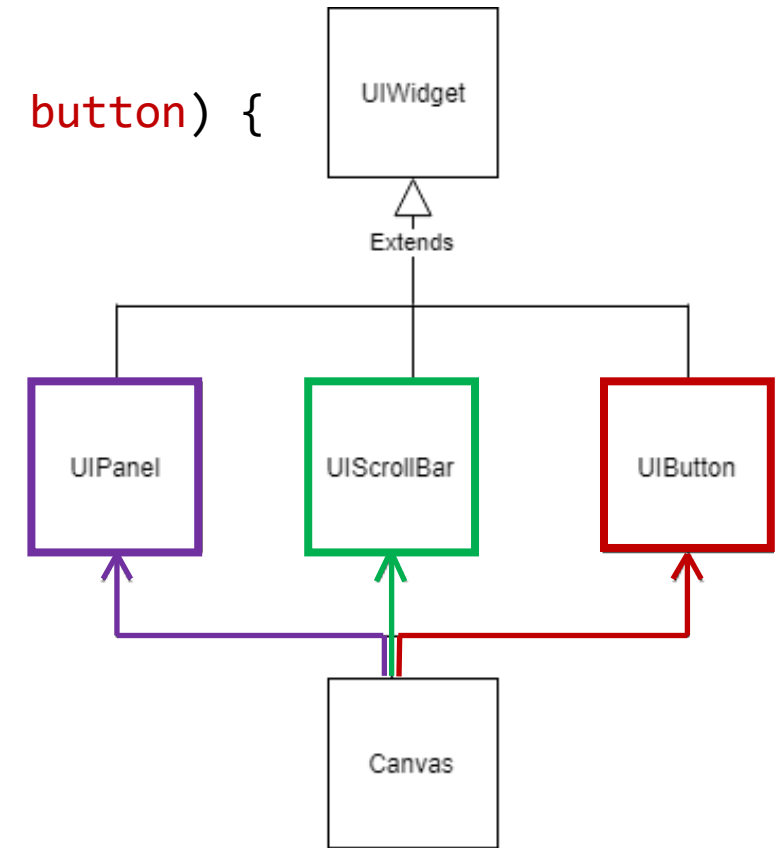 UIWidget
button) {
Extends
UIPanel
UIScrollBar
UIButton
Canvas